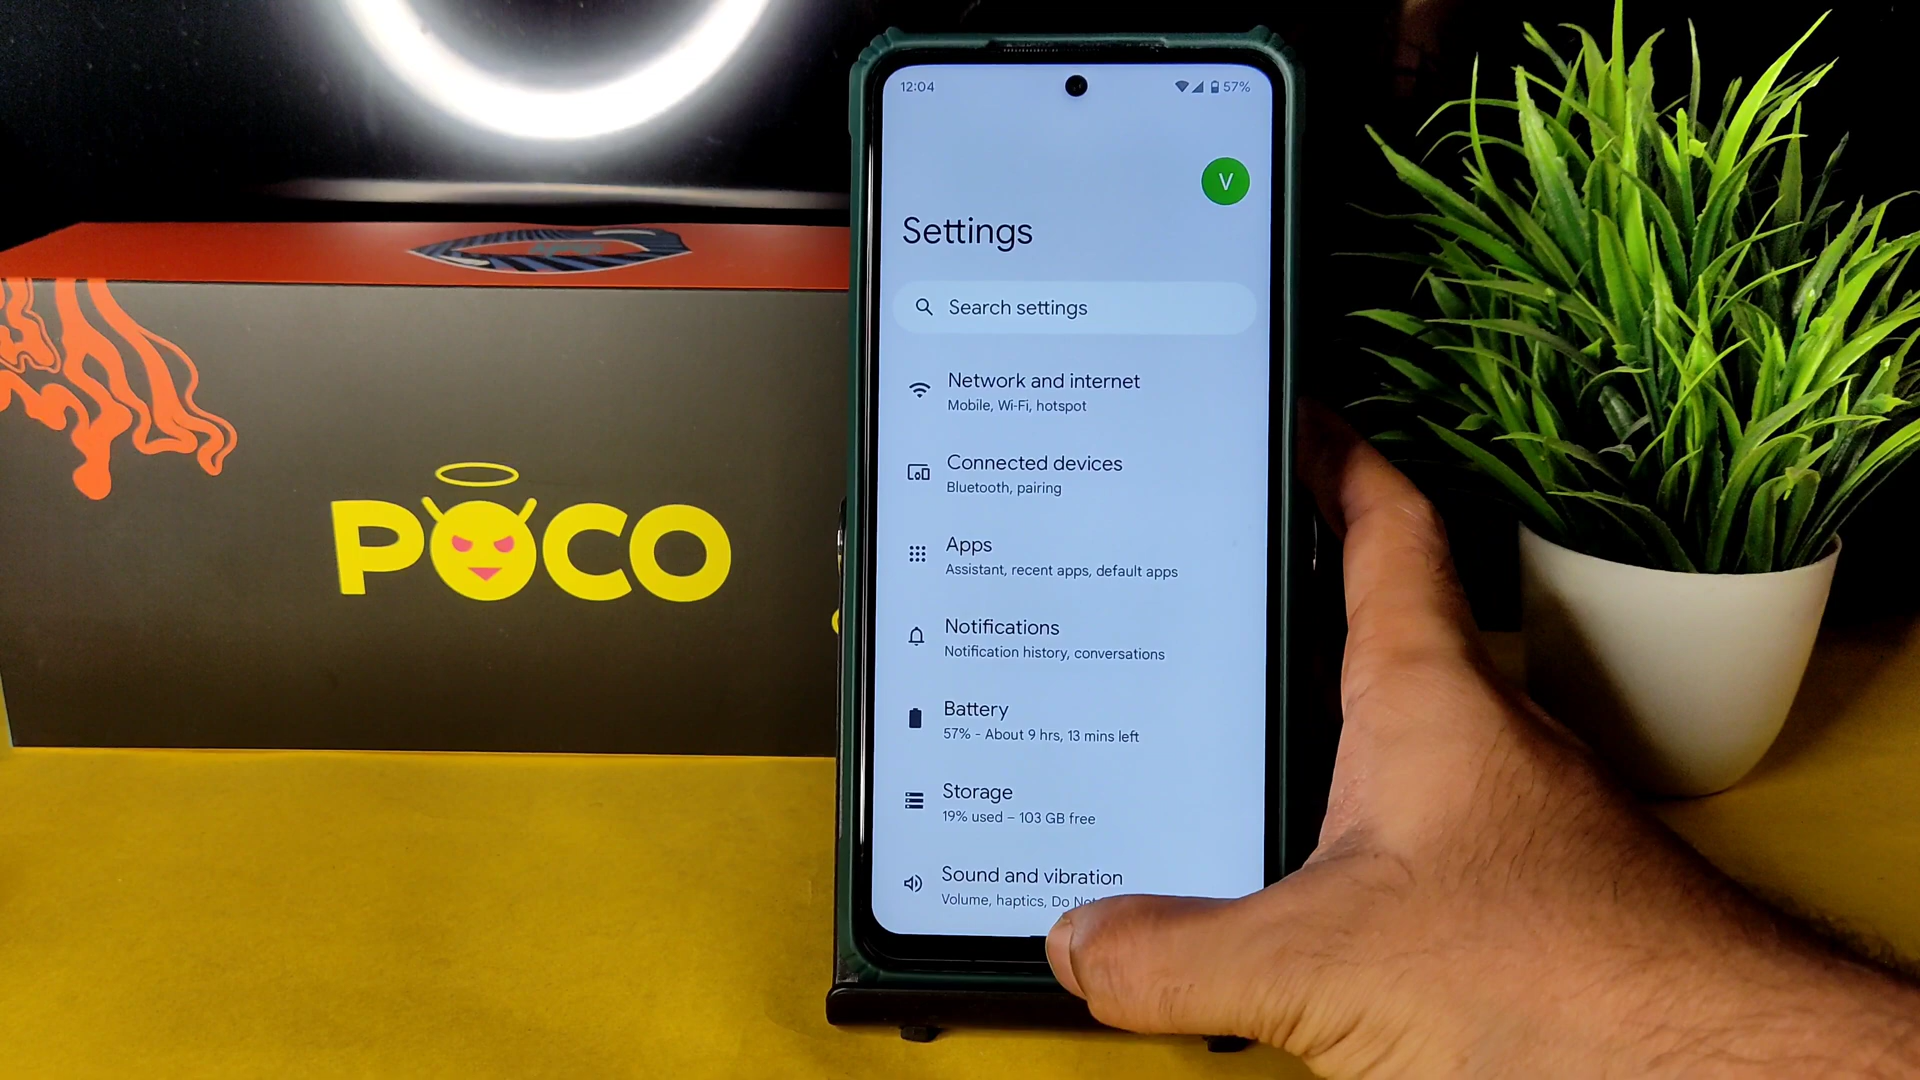 POCO
12:04
57%
V
Settings
Search settings
Network and internet
Mobile, Wi-Fi, hotspot
Connected devices
Bluetooth, pairing
Apps
Assistant, recent apps, default apps
Notifications
Notification history, conversations
Battery
57% - About 9 hrs, 13 mins left
Storage
19% used – 103 GB free
Sound and vibration
Volume, haptics, Do